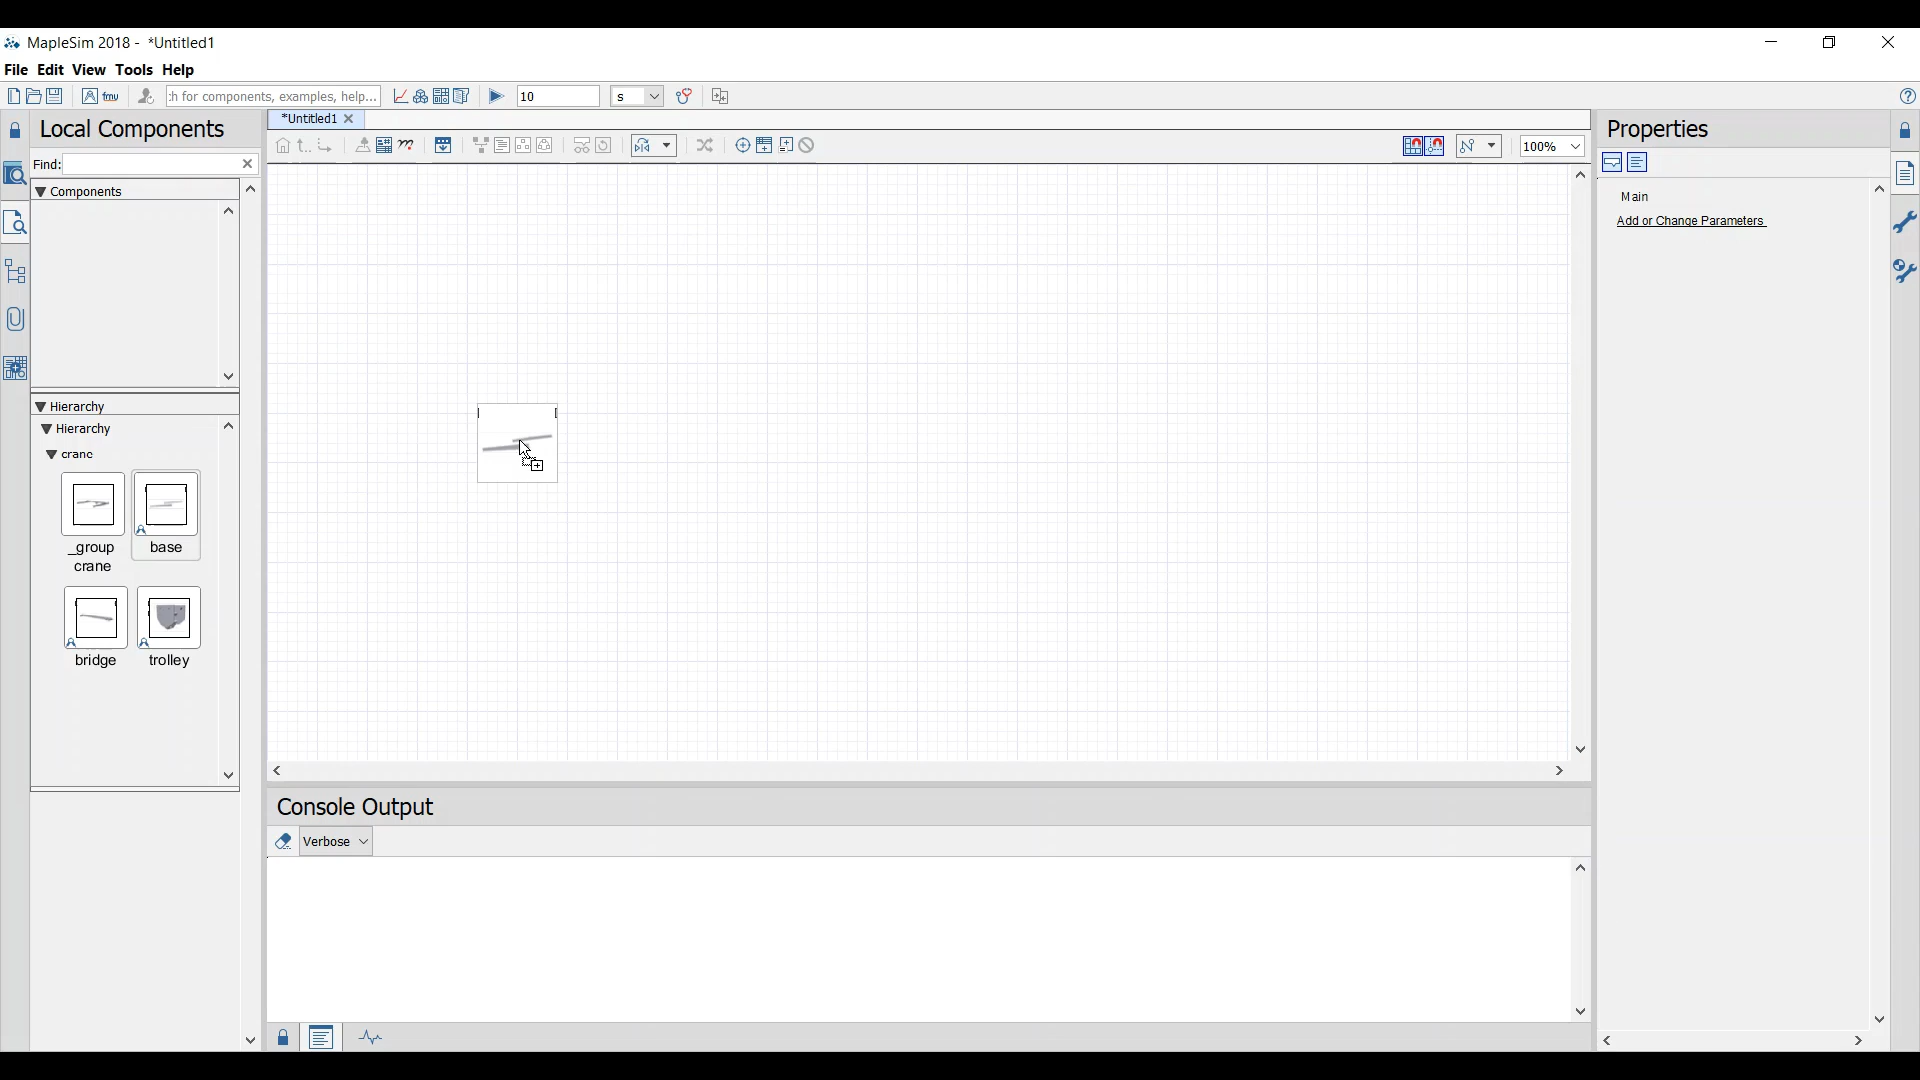 MapleSim 2018 - *Untitled1
File Edit View Tools Help
fmu :h for components, examples, help... 10 s
Local Components
*Untitled1
Properties
Find:
100%
Components
Main
Add or Change Parameters
Hierarchy
Hierarchy
crane
_group crane
base
bridge
trolley
Console Output
Verbose